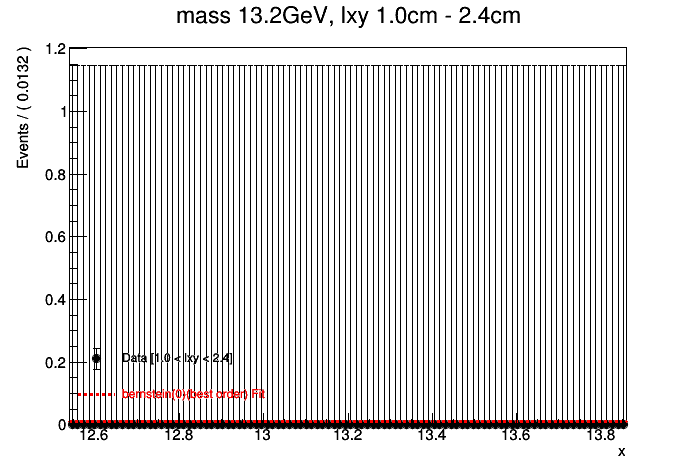 mass 13.2GeV, lxy 1.0cm - 2.4cm
Events / ( 0.0132 )
1.2
1
0.8
0.6
0.4
0.2
0
Data [1.0 < lxy < 2.4]
bernstein(0)(best order) Fit
12.6 12.8 13 13.2 13.4 13.6 13.8
x